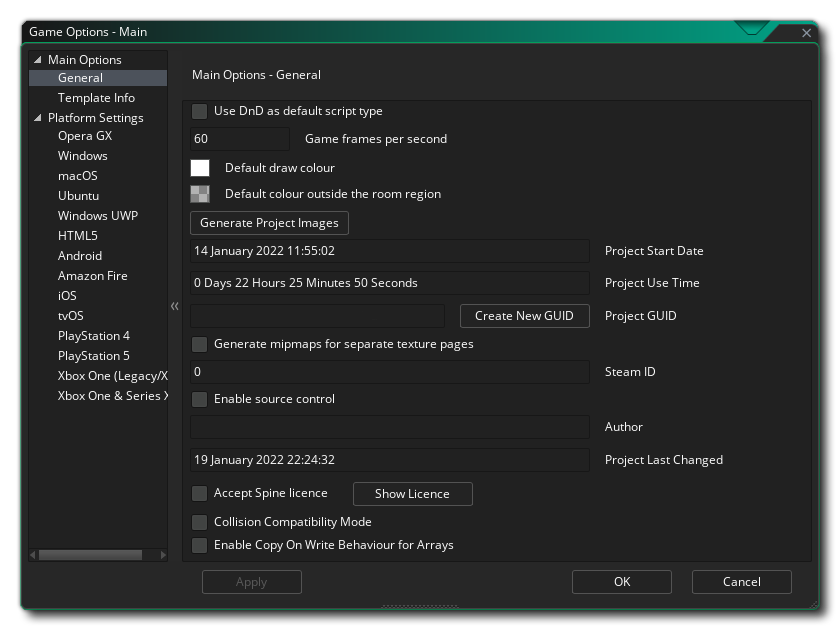 Game Options - Main
Main Options
General
Template Info
Platform Settings
Opera GX
Windows
macOS
Ubuntu
Windows UWP
HTML5
Android
Amazon Fire
iOS
tvOS
PlayStation 4
PlayStation 5
Xbox One (Legacy/X
Xbox One & Series X
Main Options - General
Use DnD as default script type
60 Game frames per second
Default draw colour
Default colour outside the room region
Generate Project Images
14 January 2022 11:55:02 Project Start Date
0 Days 22 Hours 25 Minutes 50 Seconds Project Use Time
Create New GUID Project GUID
Generate mipmaps for separate texture pages
0 Steam ID
Enable source control
Author
19 January 2022 22:24:32 Project Last Changed
Accept Spine licence Show Licence
Collision Compatibility Mode
Enable Copy On Write Behaviour for Arrays
Apply OK Cancel